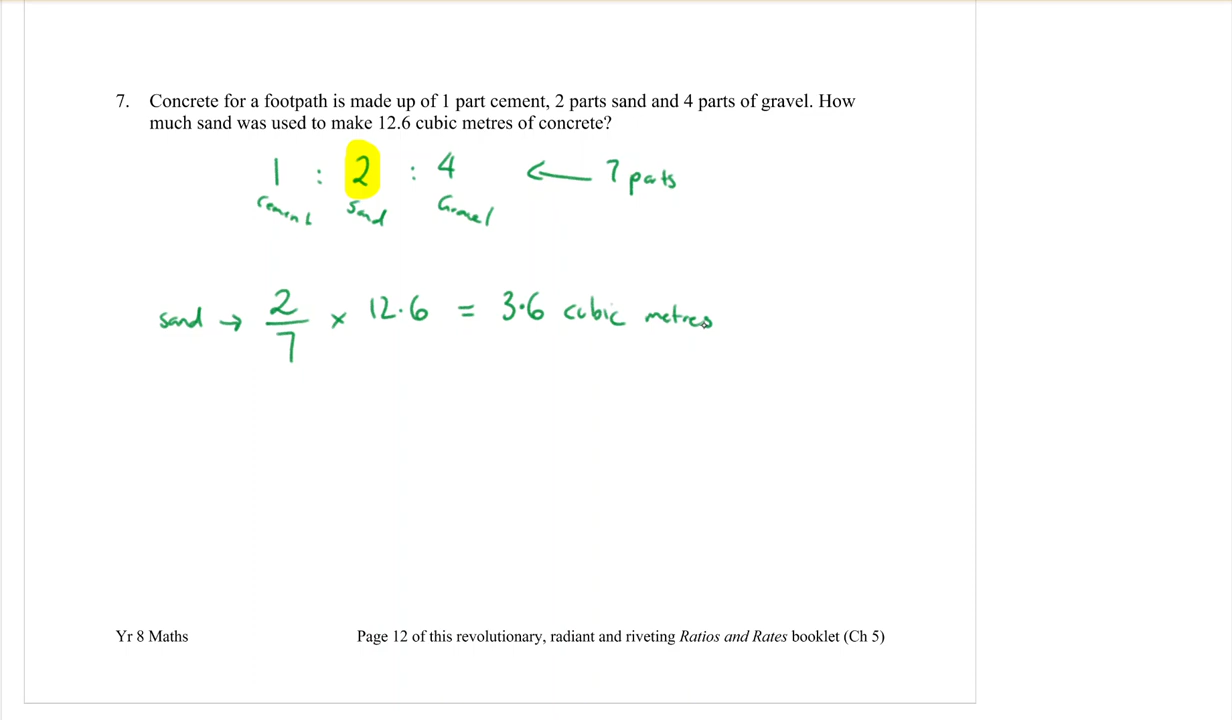 7. Concrete for a footpath is made up of 1 part cement, 2 parts sand and 4 parts of gravel. How
much sand was used to make 12.6 cubic metres of concrete?
1 : 2 : 4 ← 7 parts
Cement Sand Gravel
sand → 2/7 × 12.6 = 3.6 cubic metres
Yr 8 Maths Page 12 of this revolutionary, radiant and riveting Ratios and Rates booklet (Ch 5)